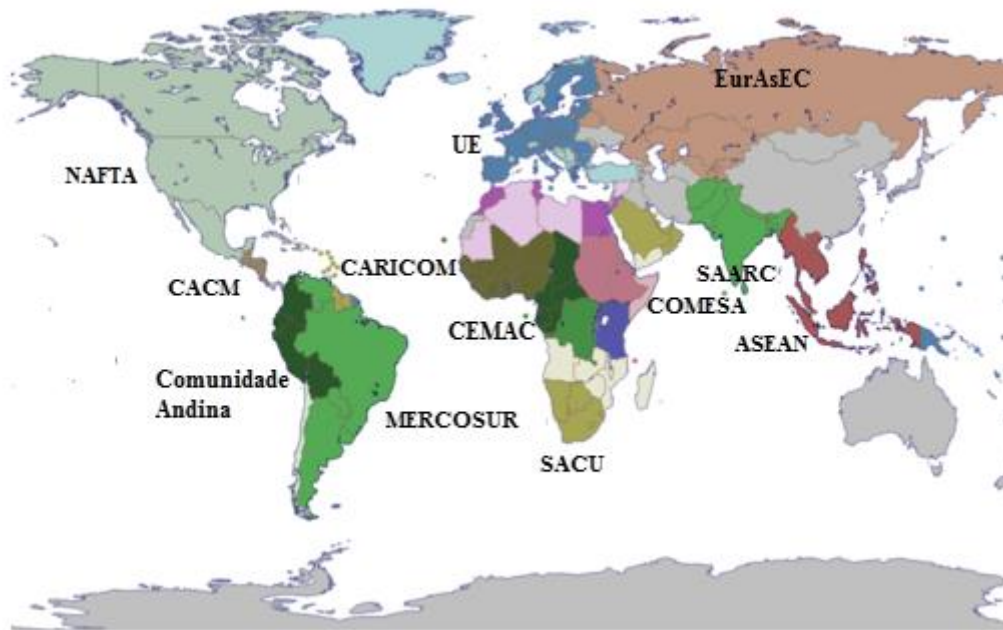 EurAsEC
UE
NAFTA
CARICOM
SAARC
CACM
COMESA
CEMAC
ASEAN
Comunidade
Andina
MERCOSUR
SACU